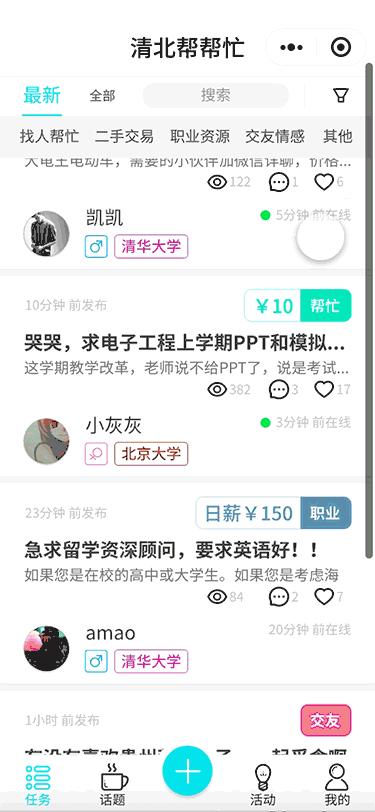 清北帮帮忙
最新 全部 搜索
找人帮忙 二手交易 职业资源 交友情感 其他
大电王电动车，需要的小伙伴加微信详聊，价格...
122 1 6
凯凯 5分钟 前在线
清华大学
10分钟 前发布 ￥10 帮忙
哭哭，求电子工程上学期PPT和模拟...
这学期教学改革，老师说不给PPT了，说是考试...
382 3 17
小灰灰 3分钟 前在线
北京大学
23分钟 前发布 日薪￥150 职业
急求留学资深顾问，要求英语好！！
如果您是在校的高中或大学生。如果您是考虑海
84 2 7
amao 20分钟 前在线
清华大学
1小时 前发布 交友
任务 话题 活动 我的